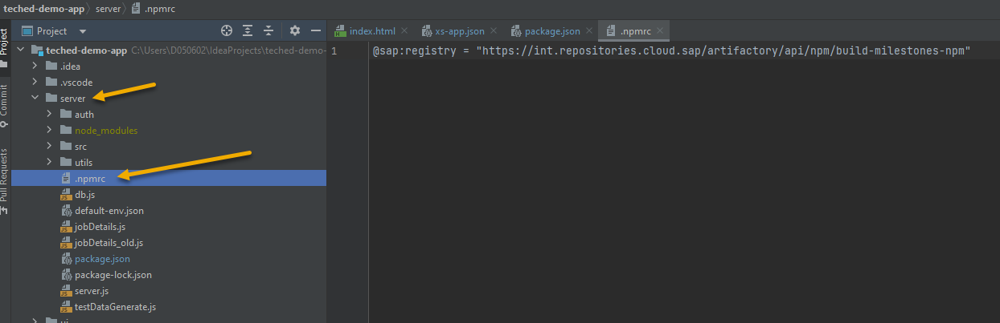 teched-demo-app server .npmrc
Project
Project
index.html
xs-app.json
package.json
.npmrc
teched-demo-app C:\Users\D050602\IdeaProjects\teched-demo-
1 @sap:registry = "https://int.repositories.cloud.sap/artifactory/api/npm/build-milestones-npm"
.idea
.vscode
Commit
server
auth
node_modules
src
Pull Requests
utils
.npmrc
db.js
default-env.json
jobDetails.js
jobDetails_old.js
package.json
package-lock.json
server.js
testDataGenerate.js